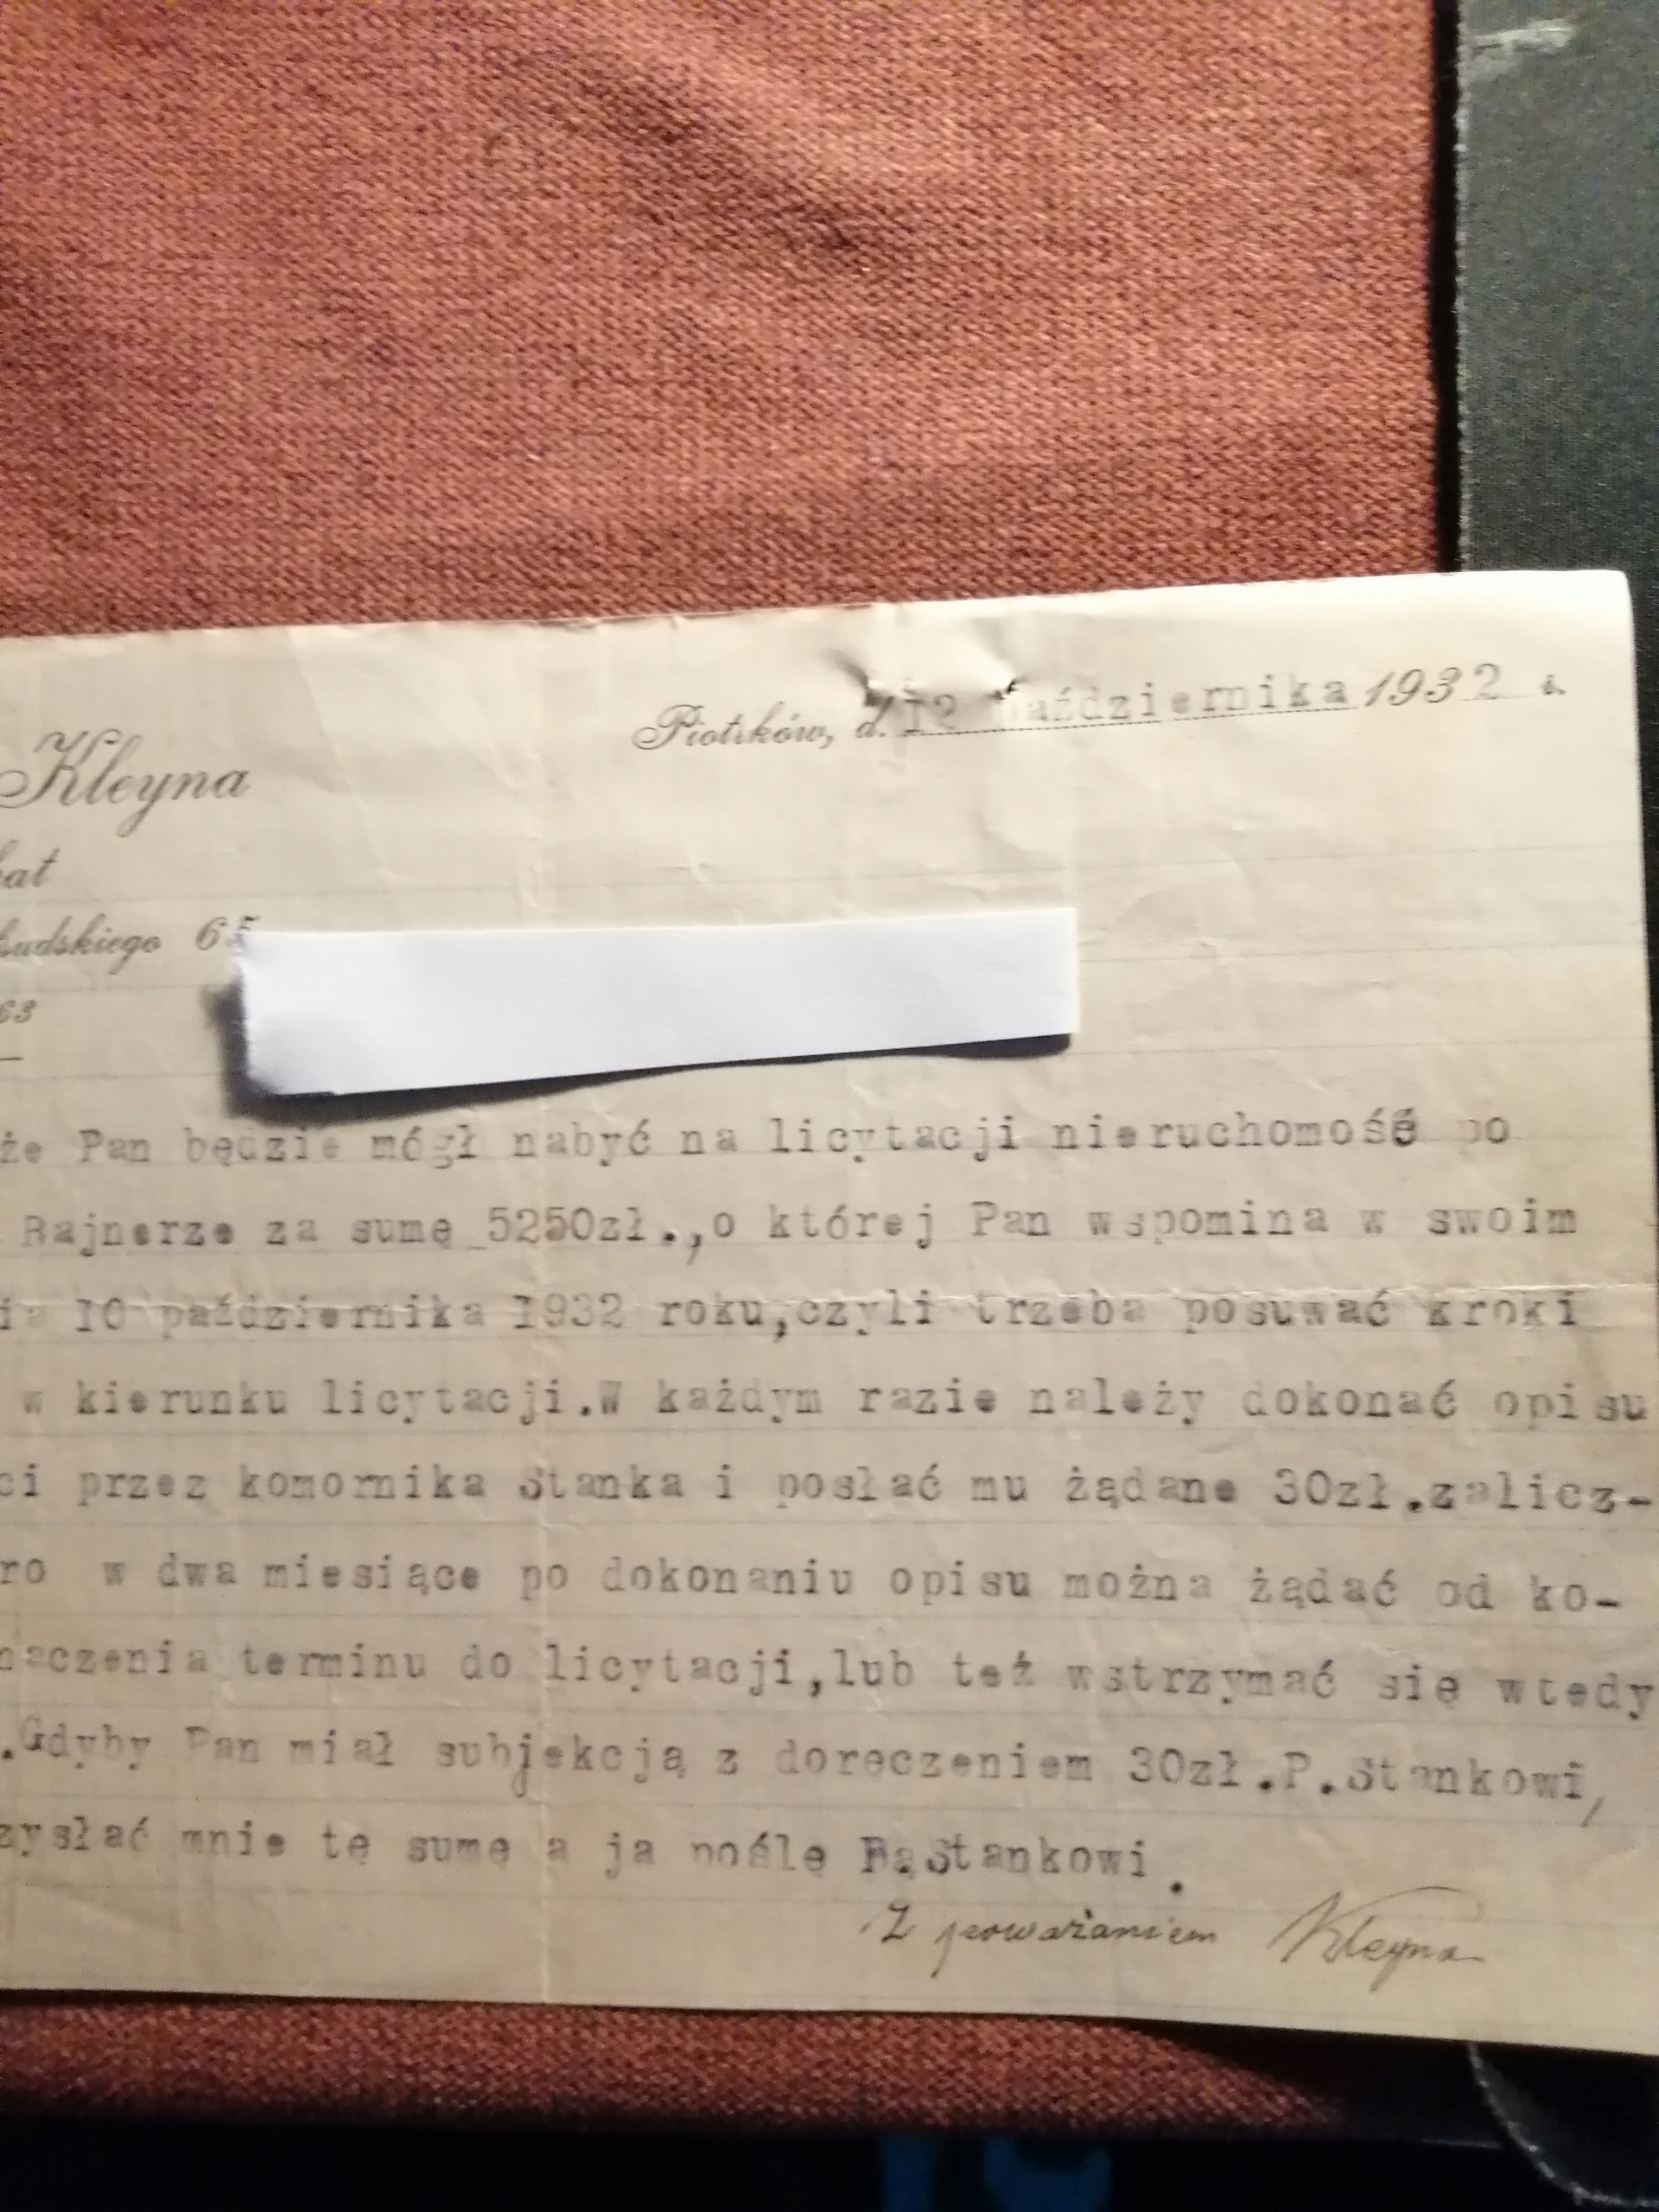 Piotrków, d. 12 października 1932 r.
Kleyna
kat
sudskiego 65
63
że Pan będzie mógł nabyć na licytacji nieruchomość po
Rajnerze za sumę 5250zł.,o której Pan wspomina w swoim
ia 10 października 1932 roku,czyli trzeba posuwać kroki
w kierunku licytacji.W każdym razie należy dokonać opisu
ci przez komornika Stanka i posłać mu żądane 30zł.zalicz-
ro w dwa miesiące po dokonaniu opisu można żądać od ko-
naczenia terminu do licytacji,lub też wstrzymać się wtedy
.Gdyby Pan miał subjekcją z doręczeniem 30zł.P.Stankowi,
zysłać mnie tę sumę a ja poślę P.Stankowi.
Z poważaniem Kleyna